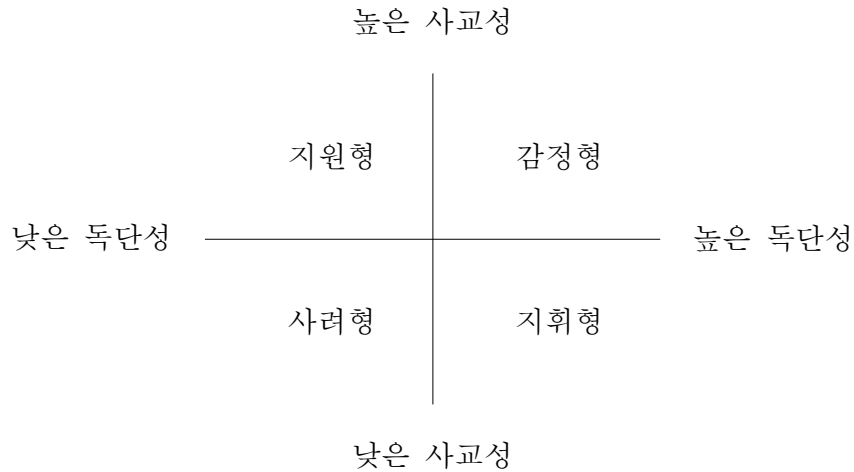 높은 사교성
지원형 감정형
낮은 독단성 높은 독단성
사려형 지휘형
낮은 사교성